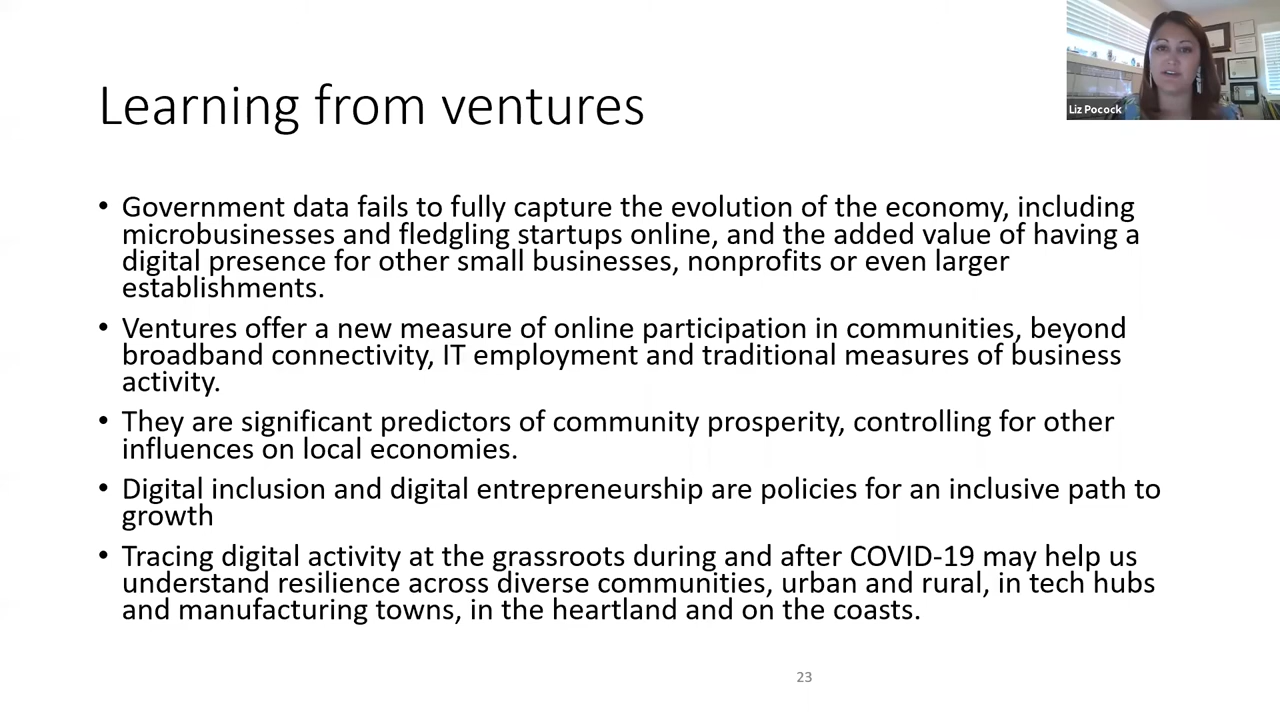 Learning from ventures
Liz Pocock
• Government data fails to fully capture the evolution of the economy, including
microbusinesses and fledgling startups online, and the added value of having a
digital presence for other small businesses, nonprofits or even larger
establishments.
• Ventures offer a new measure of online participation in communities, beyond
broadband connectivity, IT employment and traditional measures of business
activity.
• They are significant predictors of community prosperity, controlling for other
influences on local economies.
• Digital inclusion and digital entrepreneurship are policies for an inclusive path to
growth
• Tracing digital activity at the grassroots during and after COVID-19 may help us
understand resilience across diverse communities, urban and rural, in tech hubs
and manufacturing towns, in the heartland and on the coasts.
23